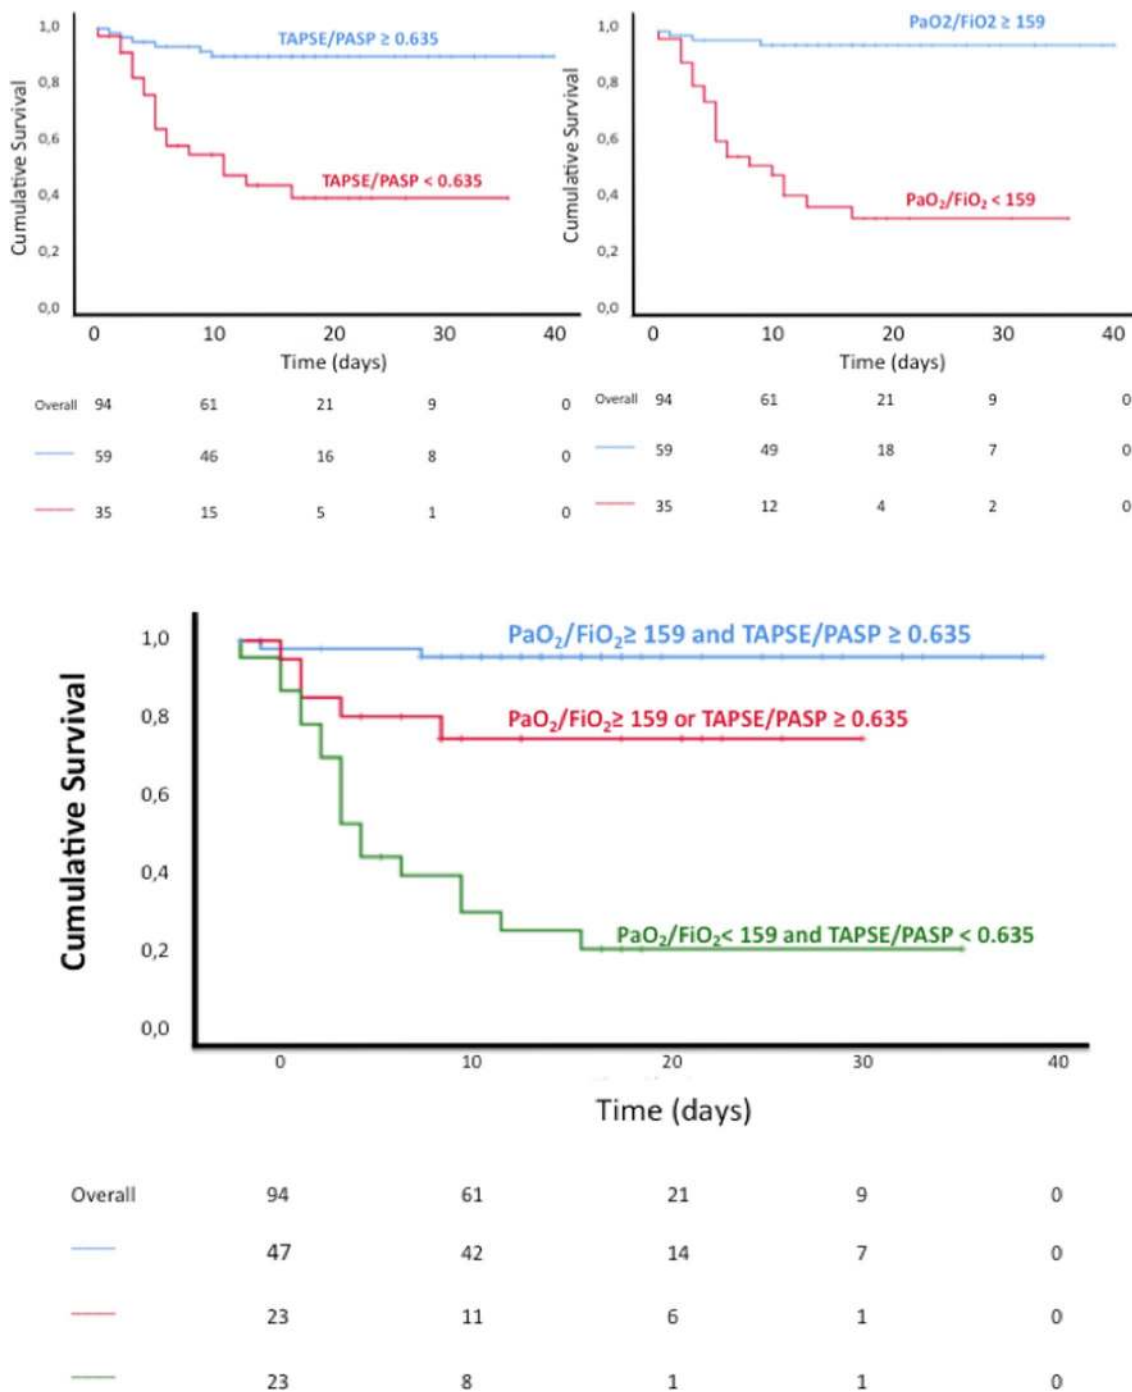 1,0
0,8
0,6
0,4
0,2
0,0
Cumulative Survival
TAPSE/PASP ≥ 0.635
TAPSE/PASP < 0.635
0 10 20 30 40
Time (days)
Overall 94 61 21 9 0
59 46 16 8 0
35 15 5 1 0
1,0
0,8
0,6
0,4
0,2
0,0
Cumulative Survival
PaO2/FiO2 ≥ 159
PaO₂/FiO₂ < 159
0 10 20 30 40
Time (days)
Overall 94 61 21 9 0
59 49 18 7 0
35 12 4 2 0
1,0
0,8
0,6
0,4
0,2
0,0
Cumulative Survival
PaO₂/FiO₂≥ 159 and TAPSE/PASP ≥ 0.635
PaO₂/FiO₂≥ 159 or TAPSE/PASP ≥ 0.635
PaO₂/FiO₂< 159 and TAPSE/PASP < 0.635
0 10 20 30 40
Time (days)
Overall 94 61 21 9 0
47 42 14 7 0
23 11 6 1 0
23 8 1 1 0